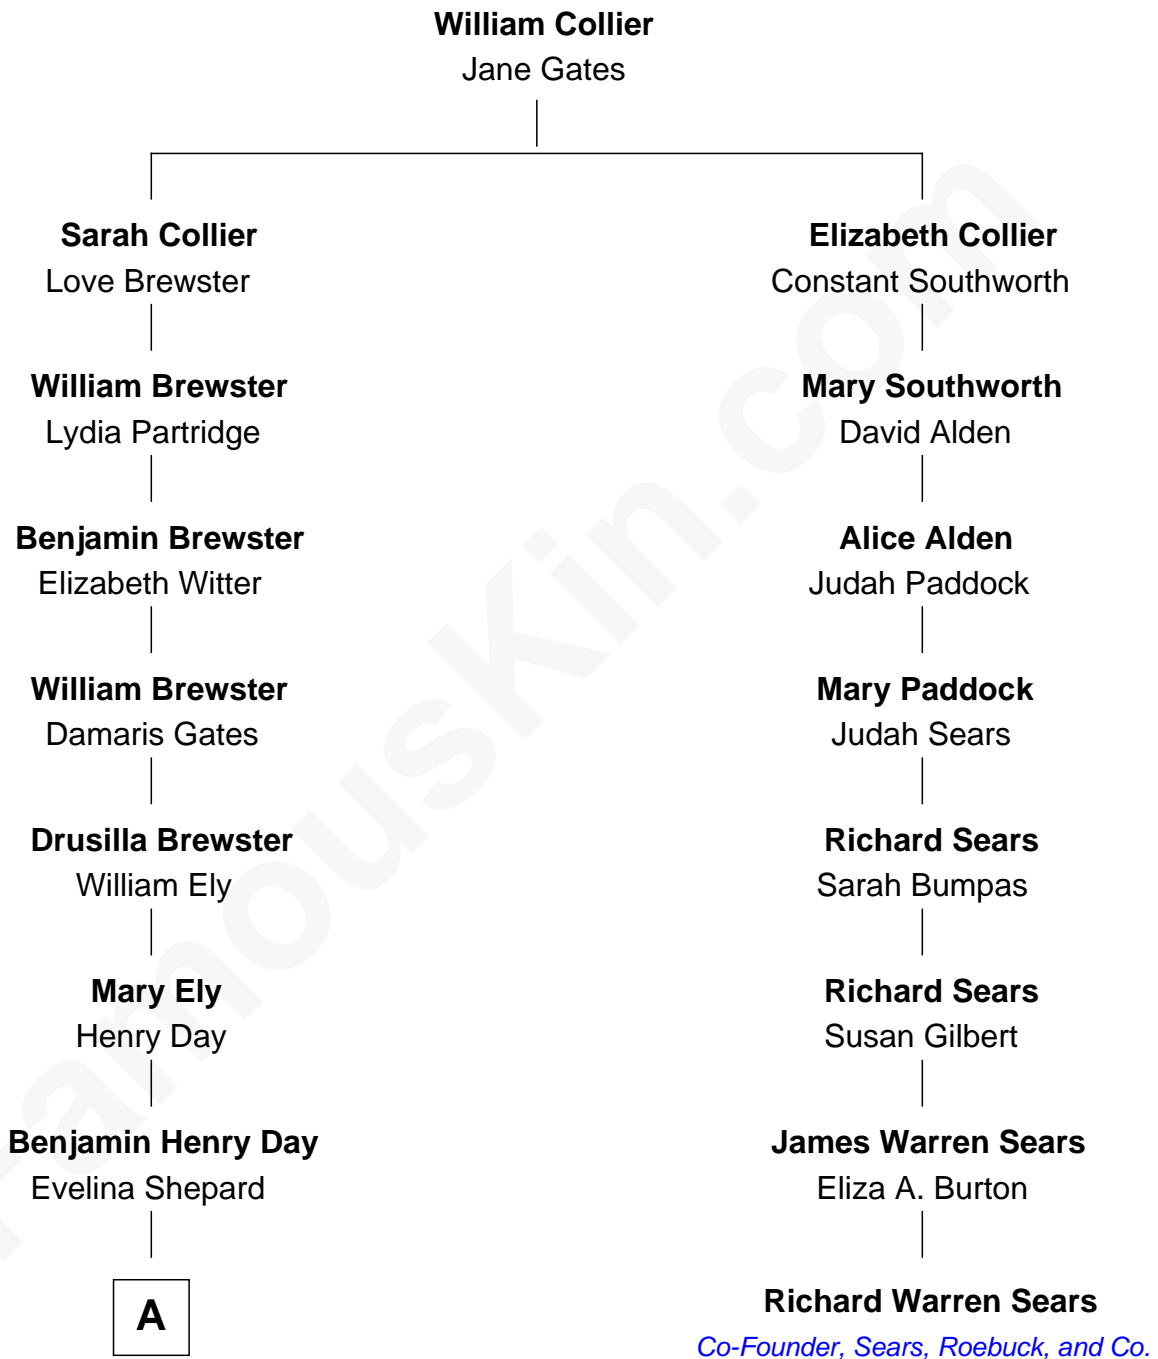 William Collier
Jane Gates
Sarah Collier
Love Brewster
William Brewster
Lydia Partridge
Benjamin Brewster
Elizabeth Witter
William Brewster
Damaris Gates
Drusilla Brewster
William Ely
Mary Ely
Henry Day
Benjamin Henry Day
Evelina Shepard
A
Elizabeth Collier
Constant Southworth
Mary Southworth
David Alden
Alice Alden
Judah Paddock
Mary Paddock
Judah Sears
Richard Sears
Sarah Bumpas
Richard Sears
Susan Gilbert
James Warren Sears
Eliza A. Burton
Richard Warren Sears
Co-Founder, Sears, Roebuck, and Co.
FamousKin.com